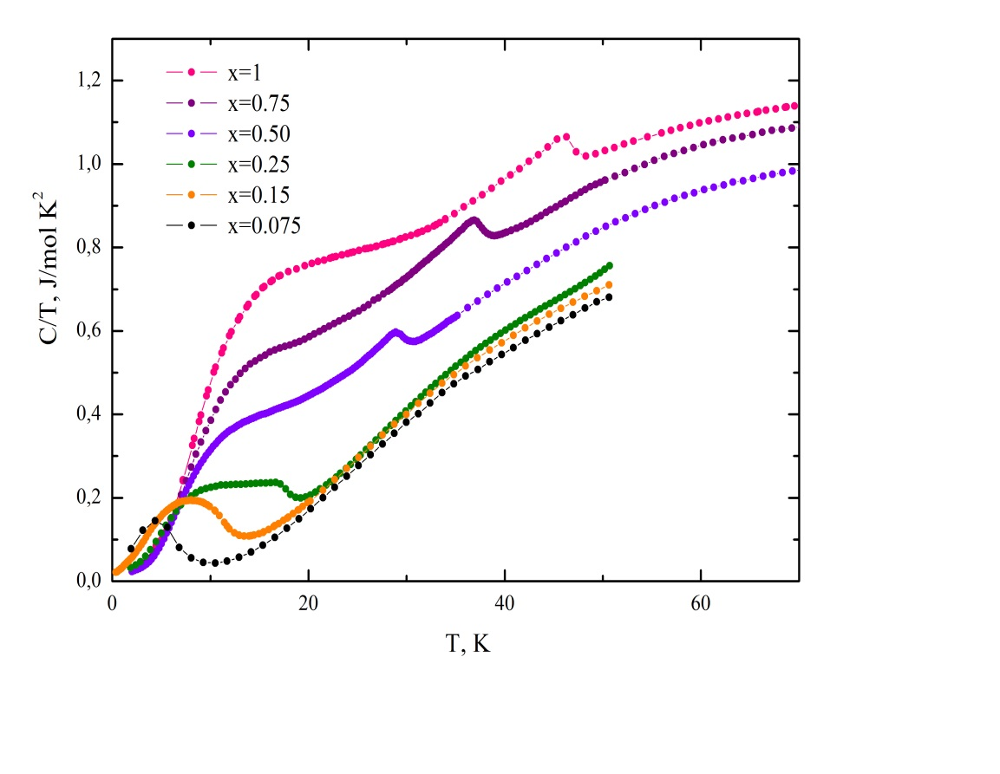 1,2
1,0
0,8
0,6
0,4
0,2
0,0
C/T, J/mol K²
x=1
x=0.75
x=0.50
x=0.25
x=0.15
x=0.075
0 20 40 60
T, K